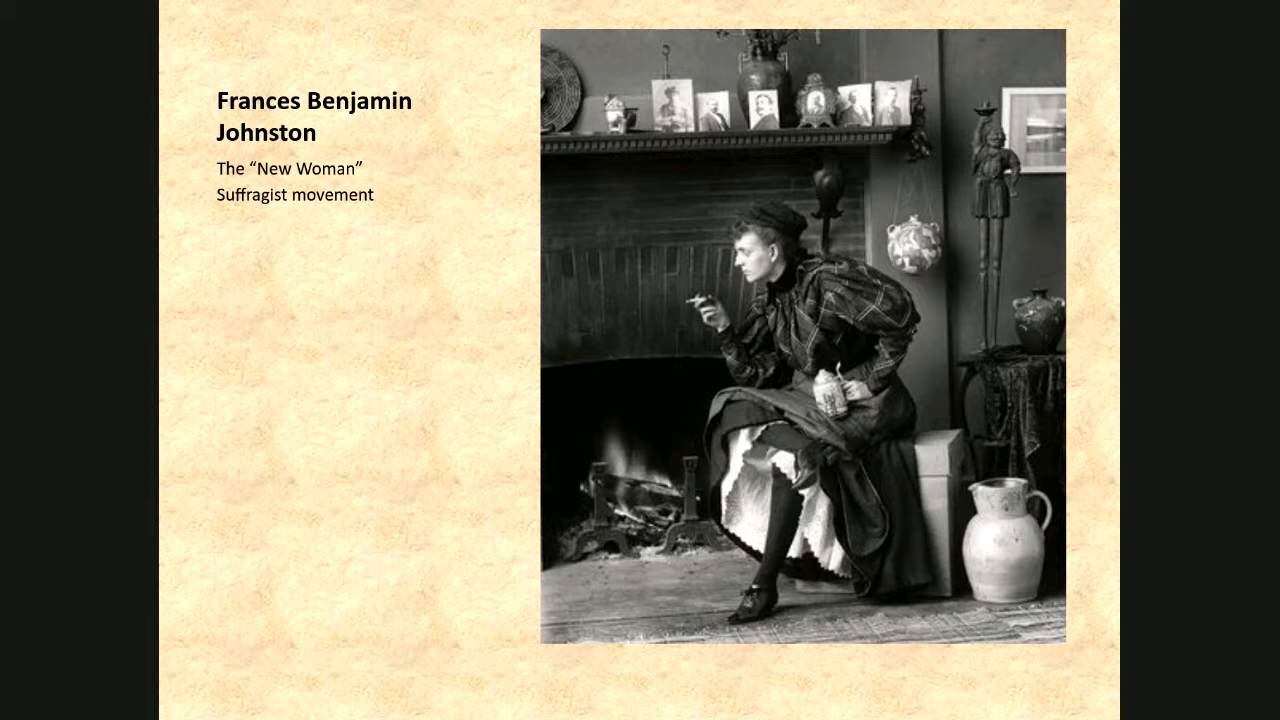 Frances Benjamin
Johnston
The “New Woman”
Suffragist movement